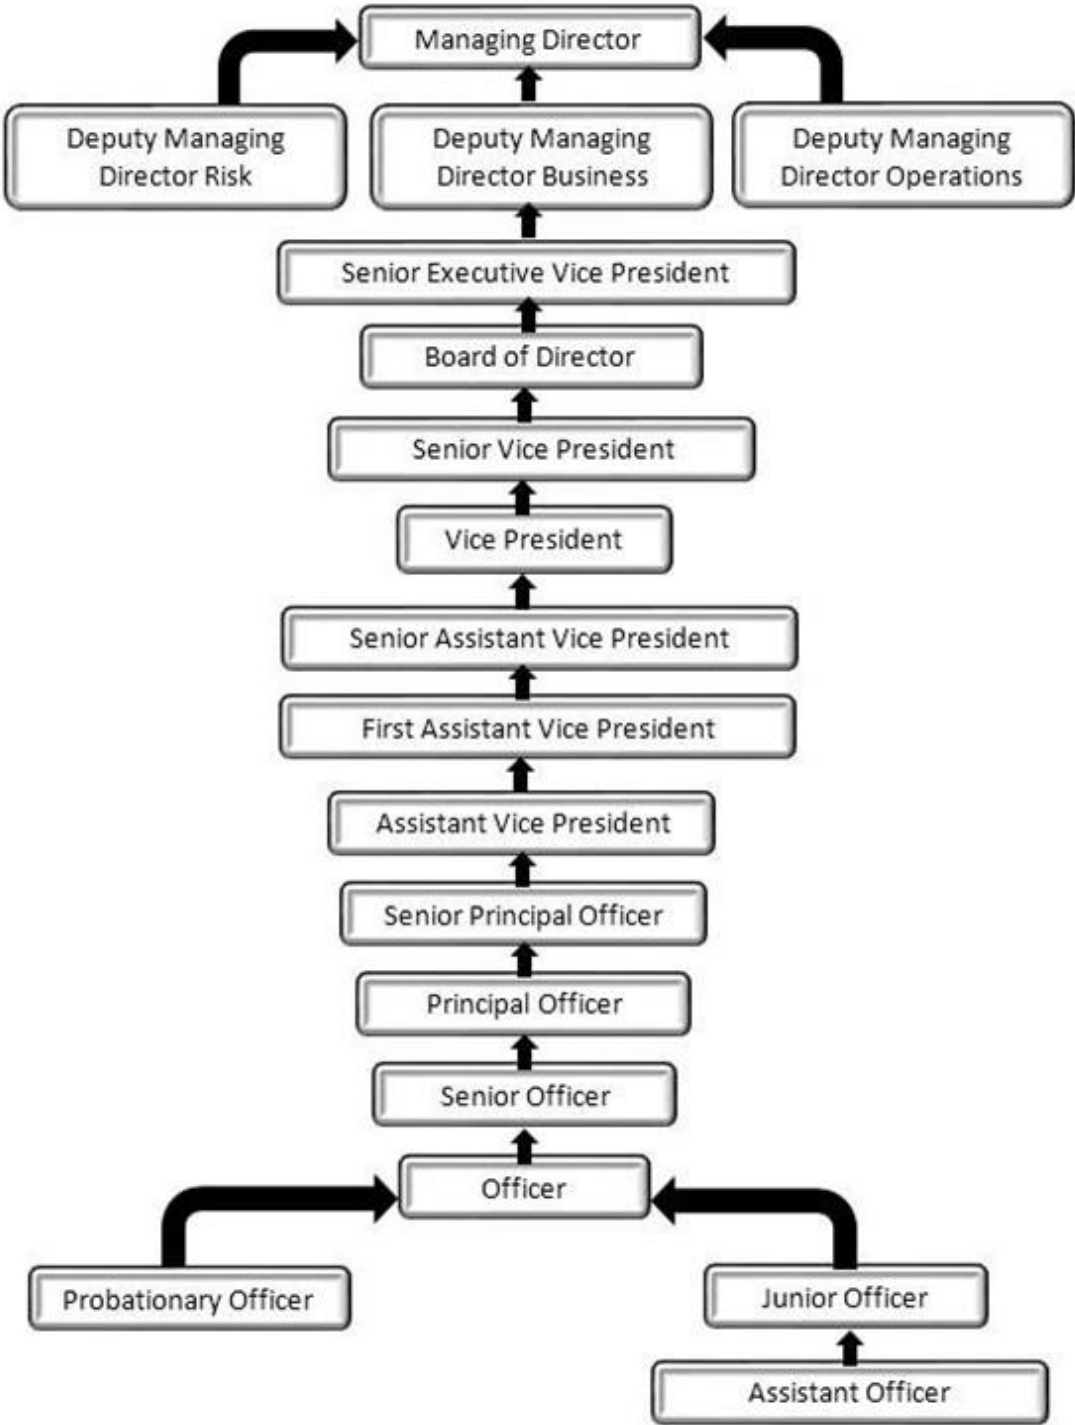 Managing Director
Deputy Managing
Director Risk
Deputy Managing
Director Business
Deputy Managing
Director Operations
Senior Executive Vice President
Board of Director
Senior Vice President
Vice President
Senior Assistant Vice President
First Assistant Vice President
Assistant Vice President
Senior Principal Officer
Principal Officer
Senior Officer
Officer
Probationary Officer
Junior Officer
Assistant Officer